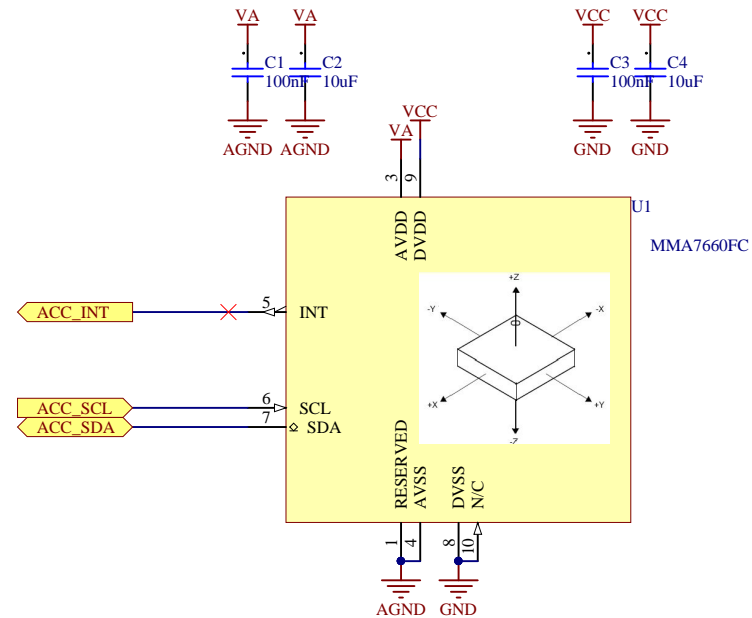 VA VA VCC VCC
C1 C2 C3 C4
100nF 10uF 100nF 10uF
AGND AGND GND GND
VCC
VA
3 9
U1
AVDD DVDD
MMA7660FC
+Z
-Y -X
ACC_INT 5 INT
+X +Y
-Z
ACC_SCL 6 SCL
ACC_SDA 7 SDA
RESERVED AVSS DVSS N/C
1 4 8 10
AGND GND